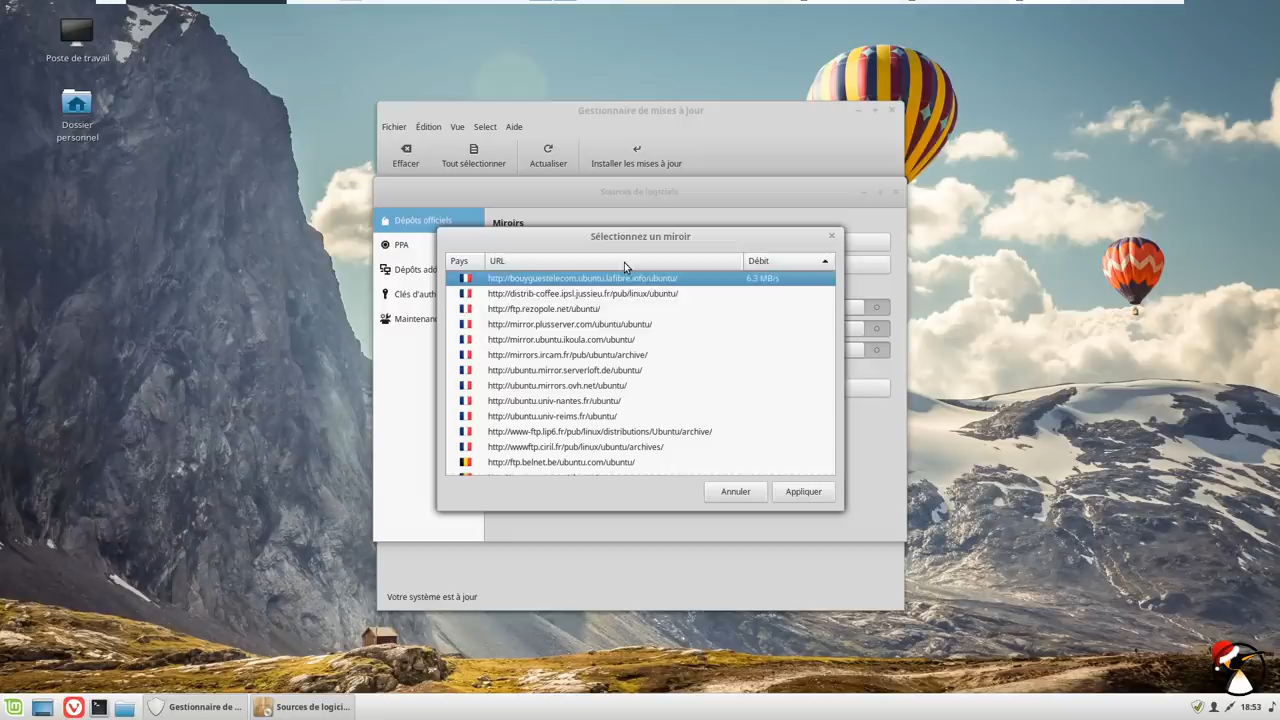 Poste de travail
Dossier
personnel
Gestionnaire de mises à jour
Fichier Édition Vue Select Aide
Effacer Tout sélectionner Actualiser Installer les mises à jour
Sources de logiciels
Dépôts officiels
PPA
Dépôts add
Clés d'auth
Maintenan
Miroirs
Sélectionnez un miroir
Pays URL Débit
http://bouyguestelecom.ubuntu.lafibre.info/ubuntu/ 6.3 MB/s
http://distrib-coffee.ipsl.jussieu.fr/pub/linux/ubuntu/
http://ftp.rezopole.net/ubuntu/
http://mirror.plusserver.com/ubuntu/ubuntu/
http://mirror.ubuntu.ikoula.com/ubuntu/
http://mirrors.ircam.fr/pub/ubuntu/archive/
http://ubuntu.mirror.serverloft.de/ubuntu/
http://ubuntu.mirrors.ovh.net/ubuntu/
http://ubuntu.univ-nantes.fr/ubuntu/
http://ubuntu.univ-reims.fr/ubuntu/
http://www-ftp.lip6.fr/pub/linux/distributions/Ubuntu/archive/
http://wwwftp.ciril.fr/pub/linux/ubuntu/archives/
http://ftp.belnet.be/ubuntu.com/ubuntu/
Annuler Appliquer
Votre système est à jour
Gestionnaire de ... Sources de logici... 18:53